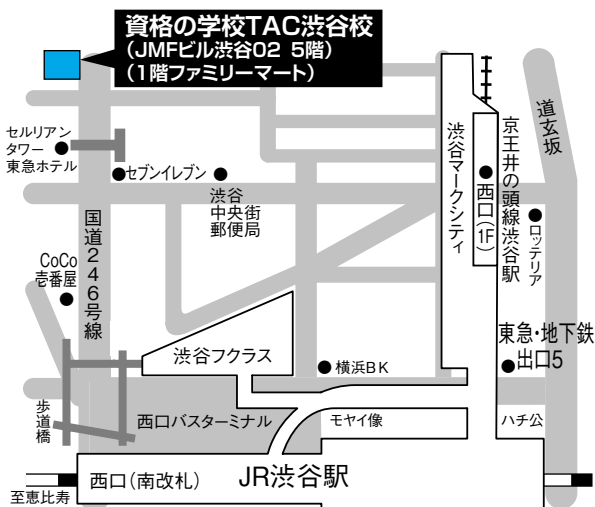 資格の学校TAC渋谷校
(JMFビル渋谷02 5階)
(1階ファミリーマート)
セルリアン
タワー
東急ホテル
セブンイレブン
渋谷
中央街
郵便局
国道246号線
CoCo
壱番屋
渋谷マークシティ
西口(1F)
京王井の頭線渋谷駅
道玄坂
ロッテリア
東急・地下鉄
出口5
渋谷フクラス
横浜BK
歩道橋
西口バスターミナル
モヤイ像
ハチ公
西口(南改札)
JR渋谷駅
至恵比寿